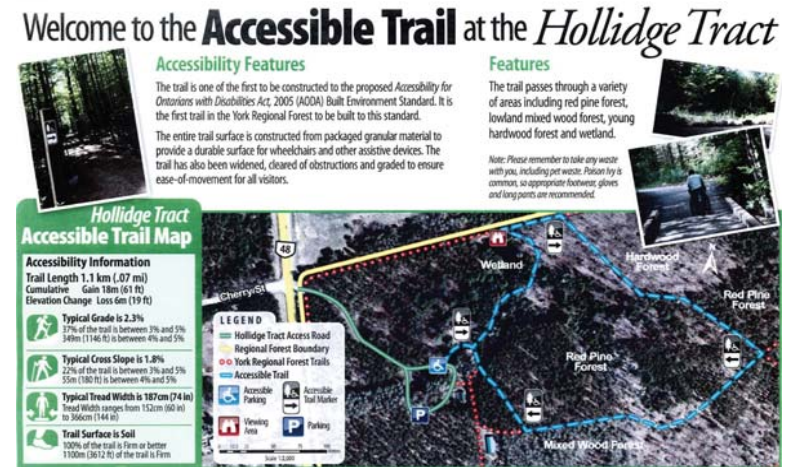 Welcome to the Accessible Trail at the Hollidge Tract
Accessibility Features
The trail is one of the first to be constructed to the proposed Accessibility for
Ontarians with Disabilities Act, 2005 (AODA) Built Environment Standard. It is
the first trail in the York Regional Forest to be built to this standard.
The entire trail surface is constructed from packaged granular material to
provide a durable surface for wheelchairs and other assistive devices. The
trail has also been widened, cleared of obstructions and graded to ensure
ease-of-movement for all visitors.
Features
The trail passes through a variety
of areas including red pine forest,
lowland mixed wood forest, young
hardwood forest and wetland.
Note: Please remember to take any waste
with you, including pet waste. Poison Ivy is
common, so appropriate footwear, gloves
and long pants are recommended.
Hollidge Tract
Accessible Trail Map
Accessibility Information
Trail Length 1.1 km (.07 mi)
Cumulative Gain 18m (61 ft)
Elevation Change Loss 6m (19 ft)
Typical Grade is 2.3%
37% of the trail is between 3% and 5%
349m (1146 ft) is between 4% and 5%
Typical Cross Slope is 1.8%
22% of the trail is between 3% and 5%
55m (180 ft) is between 4% and 5%
Typical Tread Width is 187cm (74 in)
Tread Width ranges from 152cm (60 in)
to 366cm (144 in)
Trail Surface is Soil
100% of the trail is Firm or better
1100m (3612 ft) of the trail is Firm
48
Cherry St
Wetland
Hardwood
Forest
Red Pine
Forest
Red Pine
Forest
Mixed Wood Forest
P
LEGEND
Hollidge Tract Access Road
Regional Forest Boundary
York Regional Forest Trails
Accessible Trail
Accessible
Parking
Accessible
Trail Marker
Viewing
Area
P
Parking
Scale 1:2,000